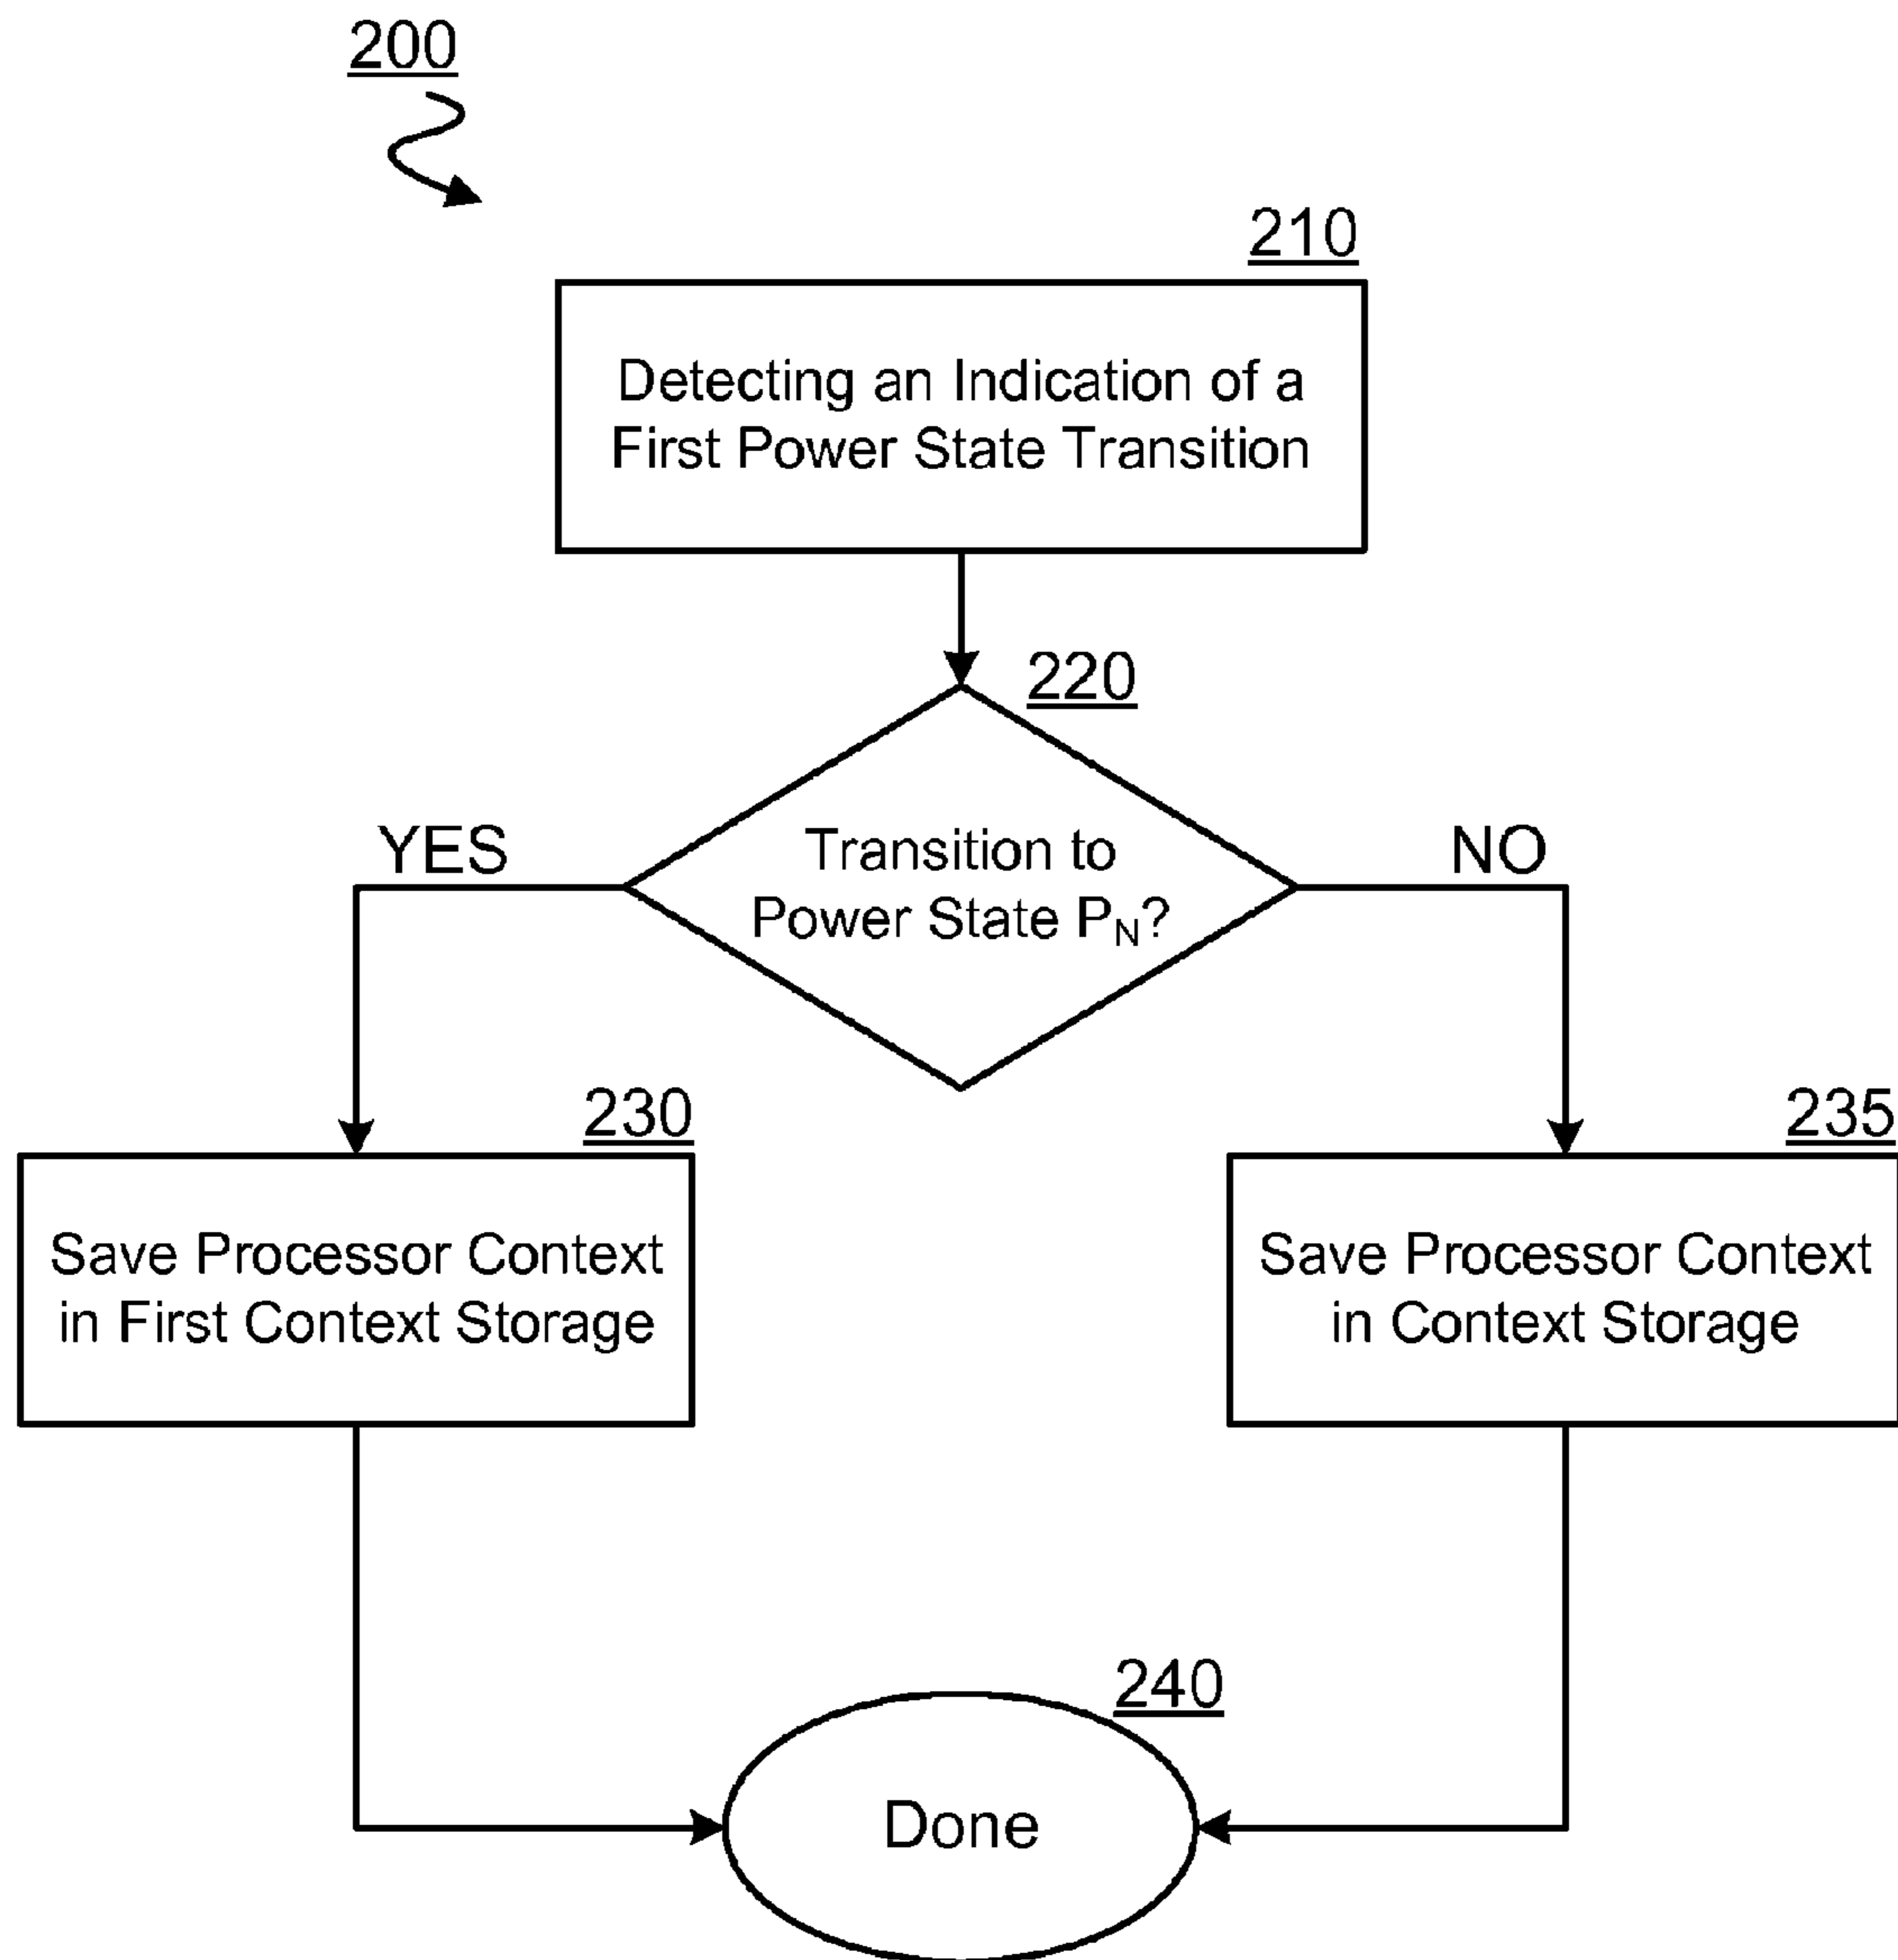 200
210
Detecting an Indication of a
First Power State Transition
220
YES
Transition to
Power State P_N?
NO
230
235
Save Processor Context
in First Context Storage
Save Processor Context
in Context Storage
240
Done